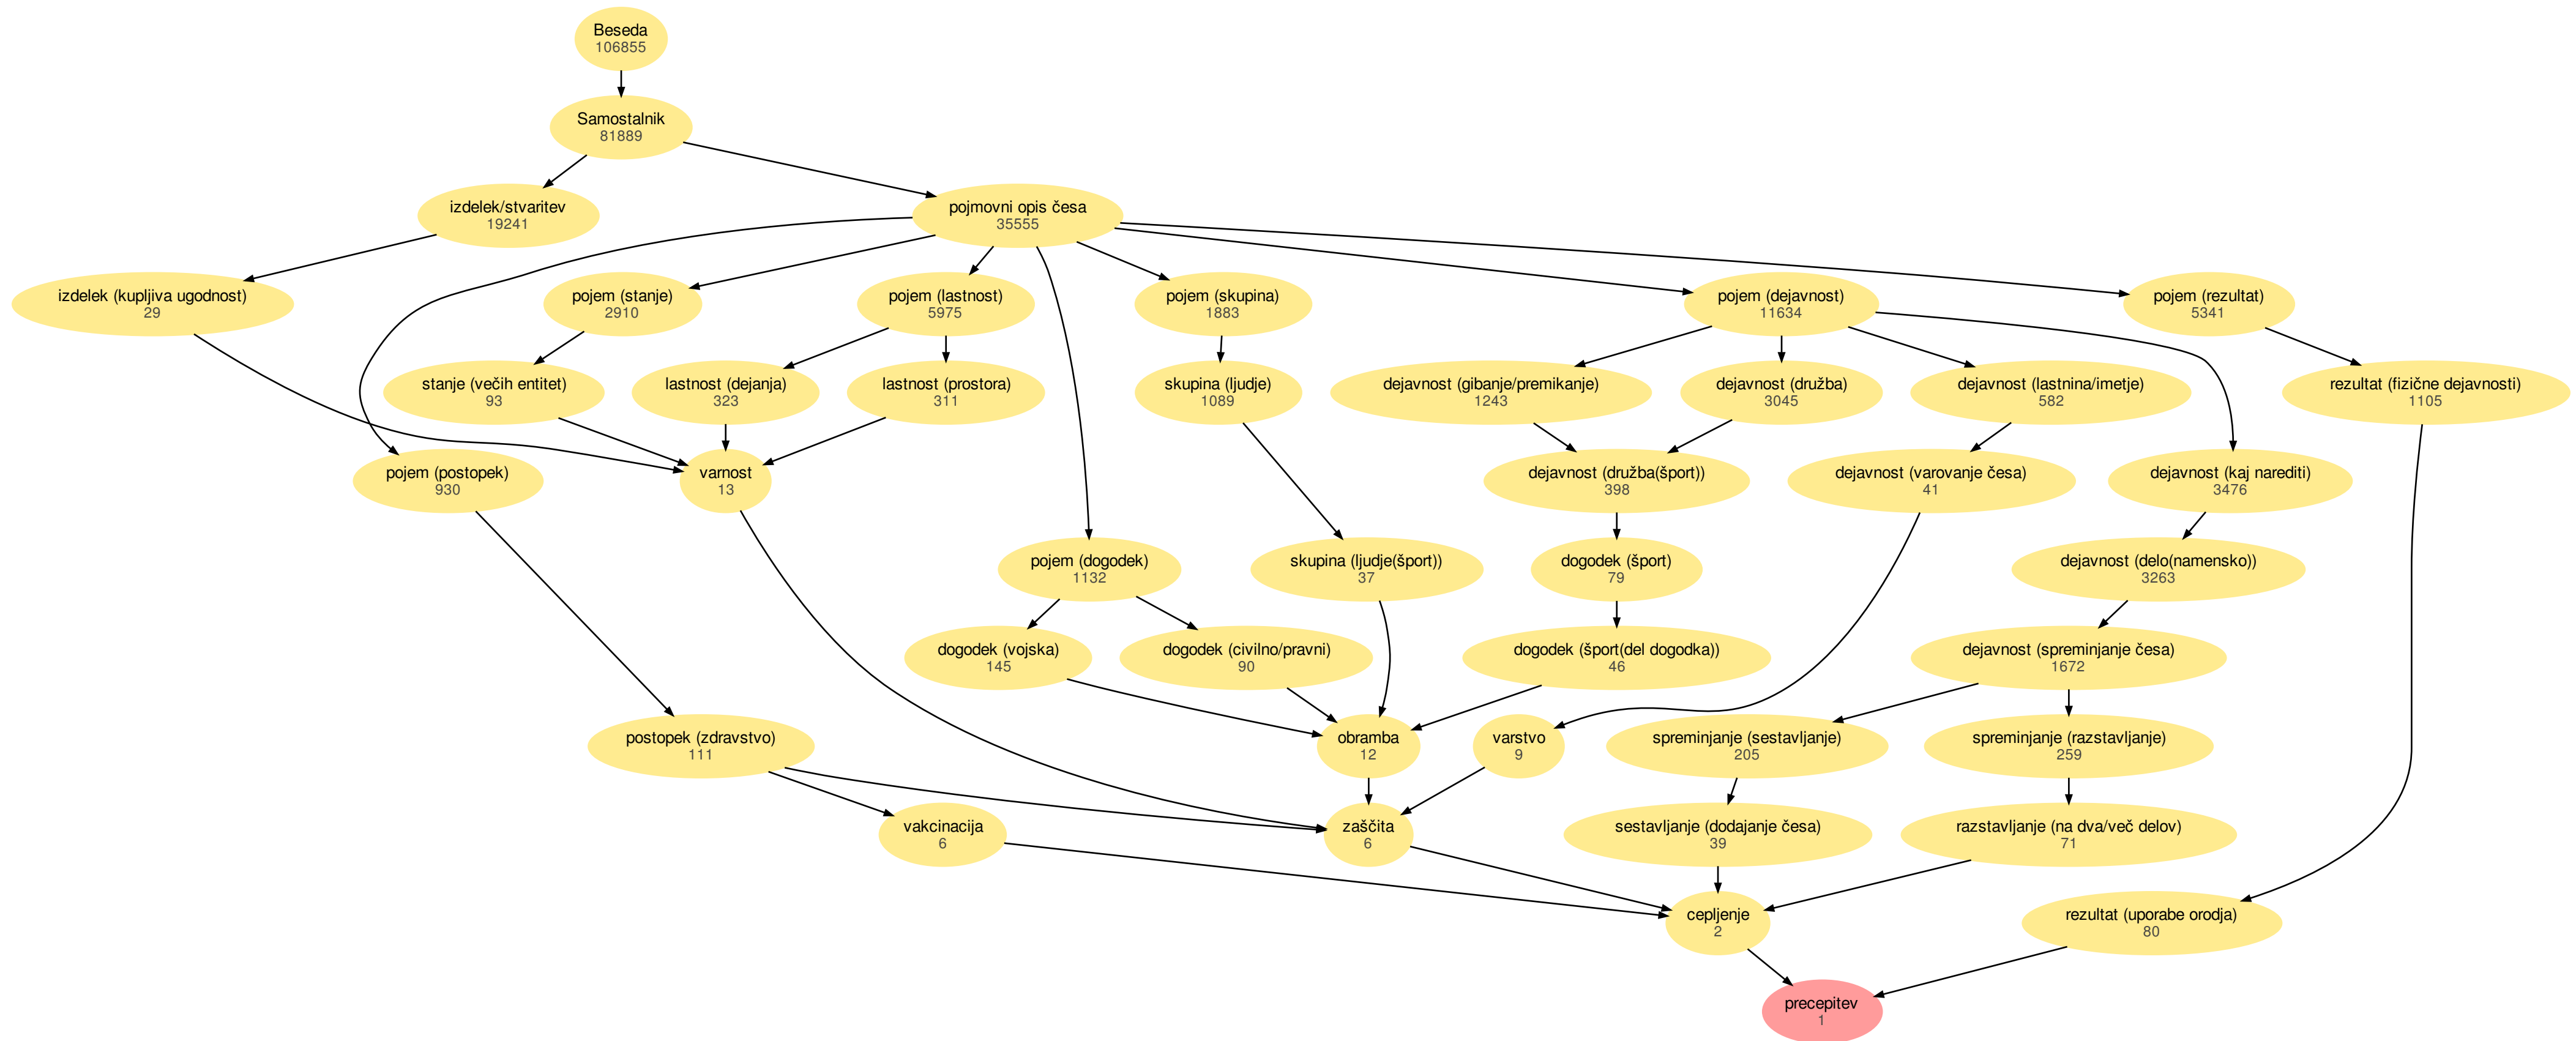 Beseda
106855
Samostalnik
81889
izdelek/stvaritev
19241
pojmovni opis česa
35555
izdelek (kupljiva ugodnost)
29
pojem (stanje)
2910
pojem (lastnost)
5975
pojem (skupina)
1883
pojem (dejavnost)
11634
pojem (rezultat)
5341
stanje (večih entitet)
93
lastnost (dejanja)
323
lastnost (prostora)
311
skupina (ljudje)
1089
dejavnost (gibanje/premikanje)
1243
dejavnost (družba)
3045
dejavnost (lastnina/imetje)
582
rezultat (fizične dejavnosti)
1105
pojem (postopek)
930
varnost
13
dejavnost (družba(šport))
398
dejavnost (varovanje česa)
41
dejavnost (kaj narediti)
3476
pojem (dogodek)
1132
skupina (ljudje(šport))
37
dogodek (šport)
79
dejavnost (delo(namensko))
3263
dogodek (vojska)
145
dogodek (civilno/pravni)
90
dogodek (šport(del dogodka))
46
dejavnost (spreminjanje česa)
1672
postopek (zdravstvo)
111
obramba
12
varstvo
9
spreminjanje (sestavljanje)
205
spreminjanje (razstavljanje)
259
vakcinacija
6
zaščita
6
sestavljanje (dodajanje česa)
39
razstavljanje (na dva/več delov)
71
cepljenje
2
rezultat (uporabe orodja)
80
precepitev
1